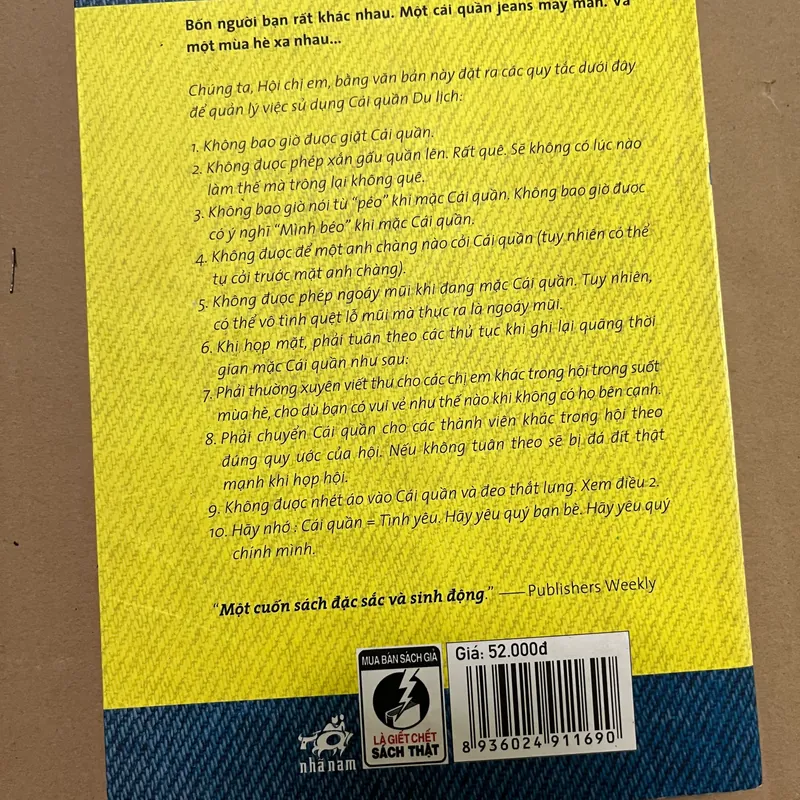 Bốn người bạn rất khác nhau. Một cái quần jeans may mắn. Và
một mùa hè xa nhau...
Chúng ta, Hội chị em, bằng văn bản này đặt ra các quy tắc dưới đây
để quản lý việc sử dụng Cái quần Du lịch:
1. Không bao giờ được giặt Cái quần.
2. Không được phép xắn gấu quần lên. Rất quê. Sẽ không có lúc nào
làm thế mà trông lại không quê.
3. Không bao giờ nói từ "béo" khi mặc Cái quần. Không bao giờ được
có ý nghĩ "Mình béo" khi mặc Cái quần.
4. Không được để một anh chàng nào cởi Cái quần (tuy nhiên có thể
tự cởi trước mặt anh chàng).
5. Không được phép ngoáy mũi khi đang mặc Cái quần. Tuy nhiên,
có thể vô tình quệt lỗ mũi mà thực ra là ngoáy mũi.
6. Khi họp mặt, phải tuân theo các thủ tục khi ghi lại quãng thời
gian mặc Cái quần như sau:
7. Phải thường xuyên viết thư cho các chị em khác trong hội trong suốt
mùa hè, cho dù bạn có vui vẻ như thế nào khi không có họ bên cạnh.
8. Phải chuyển Cái quần cho các thành viên khác trong hội theo
đúng quy ước của hội. Nếu không tuân theo sẽ bị đá đít thật
mạnh khi họp hội.
9. Không được nhét áo vào Cái quần và đeo thắt lưng. Xem điều 2.
10. Hãy nhớ : Cái quần = Tình yêu. Hãy yêu quý bạn bè. Hãy yêu quý
chính mình.
"Một cuốn sách đặc sắc và sinh động." — Publishers Weekly
MUA BÁN SÁCH GIẢ
LÀ GIẾT CHẾT
SÁCH THẬT
Giá: 52.000đ
8 936024 911690
nhã nam